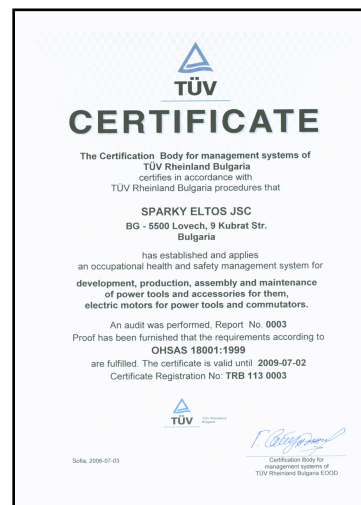 TÜV
CERTIFICATE
The Certification Body for management systems of
TÜV Rheinland Bulgaria
certifies in accordance with
TÜV Rheinland Bulgaria procedures that
SPARKY ELTOS JSC
BG - 5500 Lovech, 9 Kubrat Str.
Bulgaria
has established and applies
an occupational health and safety management system for
development, production, assembly and maintenance
of power tools and accessories for them,
electric motors for power tools and commutators.
An audit was performed, Report No. 0003
Proof has been furnished that the requirements according to
OHSAS 18001:1999
are fulfilled. The certificate is valid until 2009-07-02
Certificate Registration No: TRB 113 0003
TÜV
TÜV Rheinland
Bulgaria
Sofia, 2006-07-03
Certification Body for
management systems of
TÜV Rheinland Bulgaria EOOD